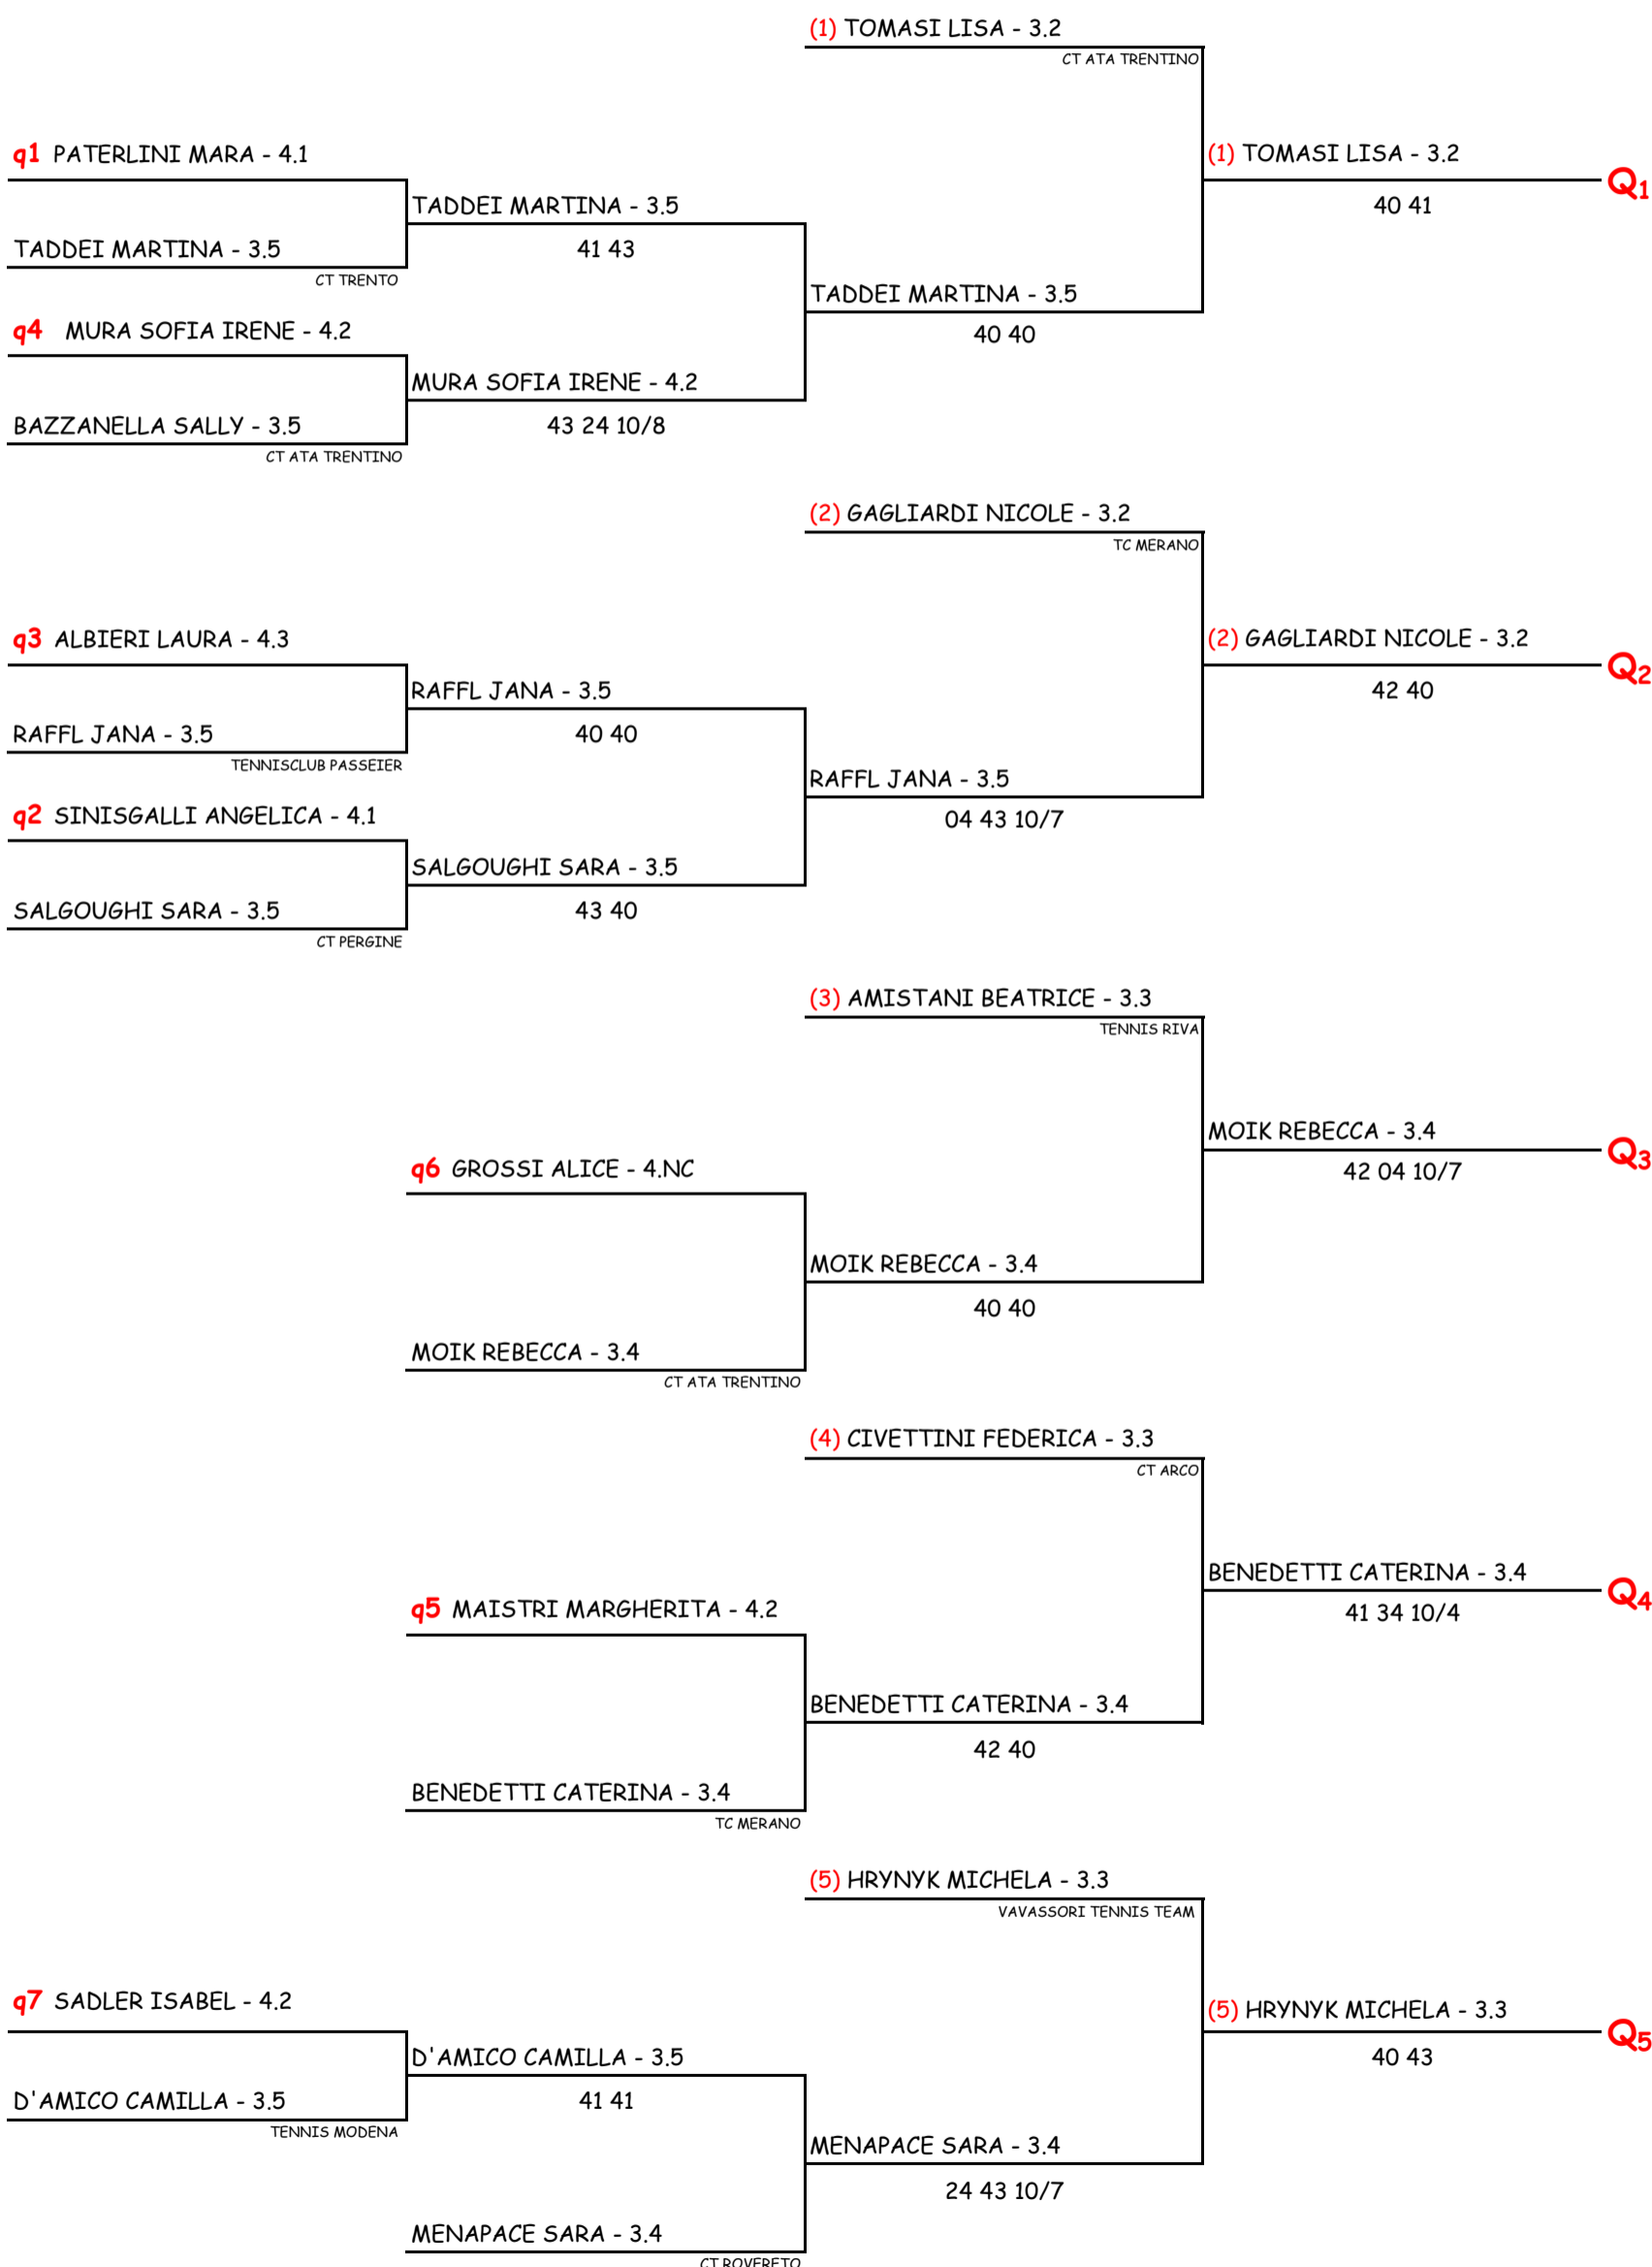 (1) TOMASI LISA - 3.2
CT ATA TRENTINO
q1 PATERLINI MARA - 4.1
(1) TOMASI LISA - 3.2
Q1
TADDEI MARTINA - 3.5
40 41
TADDEI MARTINA - 3.5
41 43
CT TRENTO
TADDEI MARTINA - 3.5
q4 MURA SOFIA IRENE - 4.2
40 40
MURA SOFIA IRENE - 4.2
BAZZANELLA SALLY - 3.5
43 24 10/8
CT ATA TRENTINO
(2) GAGLIARDI NICOLE - 3.2
TC MERANO
q3 ALBIERI LAURA - 4.3
(2) GAGLIARDI NICOLE - 3.2
Q2
RAFFL JANA - 3.5
42 40
RAFFL JANA - 3.5
40 40
TENNISCLUB PASSEIER
RAFFL JANA - 3.5
q2 SINISGALLI ANGELICA - 4.1
04 43 10/7
SALGOUGHI SARA - 3.5
SALGOUGHI SARA - 3.5
43 40
CT PERGINE
(3) AMISTANI BEATRICE - 3.3
TENNIS RIVA
MOIK REBECCA - 3.4
Q3
q6 GROSSI ALICE - 4.NC
42 04 10/7
MOIK REBECCA - 3.4
40 40
MOIK REBECCA - 3.4
CT ATA TRENTINO
(4) CIVETTINI FEDERICA - 3.3
CT ARCO
BENEDETTI CATERINA - 3.4
Q4
q5 MAISTRI MARGHERITA - 4.2
41 34 10/4
BENEDETTI CATERINA - 3.4
42 40
BENEDETTI CATERINA - 3.4
TC MERANO
(5) HRYNYK MICHELA - 3.3
VAVASSORI TENNIS TEAM
q7 SADLER ISABEL - 4.2
(5) HRYNYK MICHELA - 3.3
Q5
D'AMICO CAMILLA - 3.5
40 43
D'AMICO CAMILLA - 3.5
41 41
TENNIS MODENA
MENAPACE SARA - 3.4
24 43 10/7
MENAPACE SARA - 3.4
CT ROVERETO